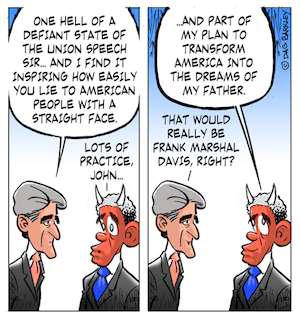 ONE HELL OF A
DEFIANT STATE OF
THE UNION SPEECH
SIR... AND I FIND IT
INSPIRING HOW EASILY
YOU LIE TO AMERICAN
PEOPLE WITH A
STRAIGHT FACE.
LOTS OF
PRACTICE,
JOHN...
...AND PART OF
MY PLAN TO
TRANSFORM
AMERICA INTO
THE DREAMS OF
MY FATHER.
THAT WOULD
REALLY BE
FRANK MARSHAL
DAVIS, RIGHT?